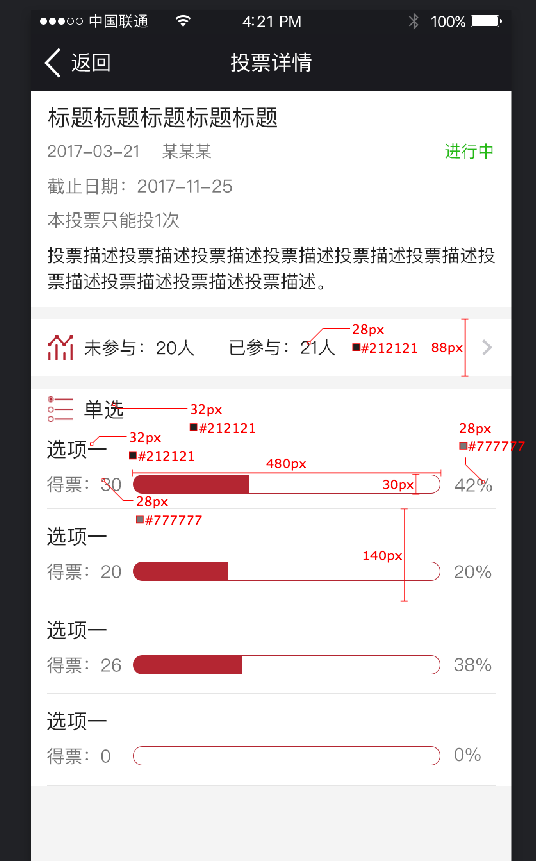 中国联通 4:21 PM 100%
返回 投票详情
标题标题标题标题标题
2017-03-21 某某某 进行中
截止日期：2017-11-25
本投票只能投1次
投票描述投票描述投票描述投票描述投票描述投票描述投
票描述投票描述投票描述投票描述。
28px
未参与：20人 已参与：21人 #212121 88px
单选 32px
#212121
28px
选项一 32px #777777
#212121
480px
得票：30 30px 42%
28px
#777777
选项一
140px
得票：20 20%
选项一
得票：26 38%
选项一
得票：0 0%